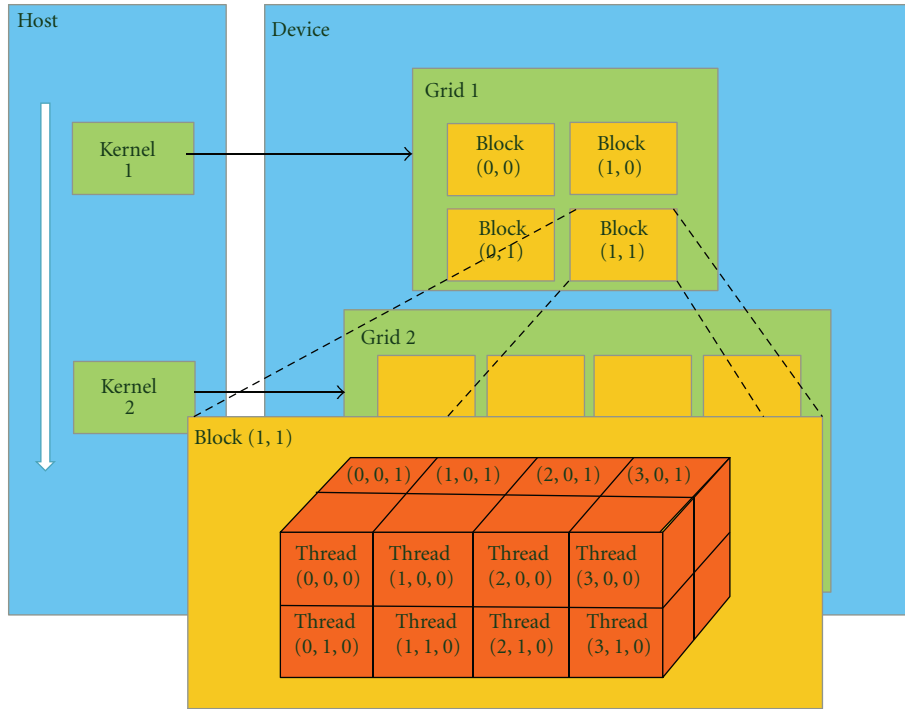 Host
Device
Grid 1
Kernel
1
Block
(0, 0)
Block
(1, 0)
Block
(0, 1)
Block
(1, 1)
Grid 2
Kernel
2
Block (1, 1)
(0, 0, 1)
(1, 0, 1)
(2, 0, 1)
(3, 0, 1)
Thread
(0, 0, 0)
Thread
(1, 0, 0)
Thread
(2, 0, 0)
Thread
(3, 0, 0)
Thread
(0, 1, 0)
Thread
(1, 1, 0)
Thread
(2, 1, 0)
Thread
(3, 1, 0)